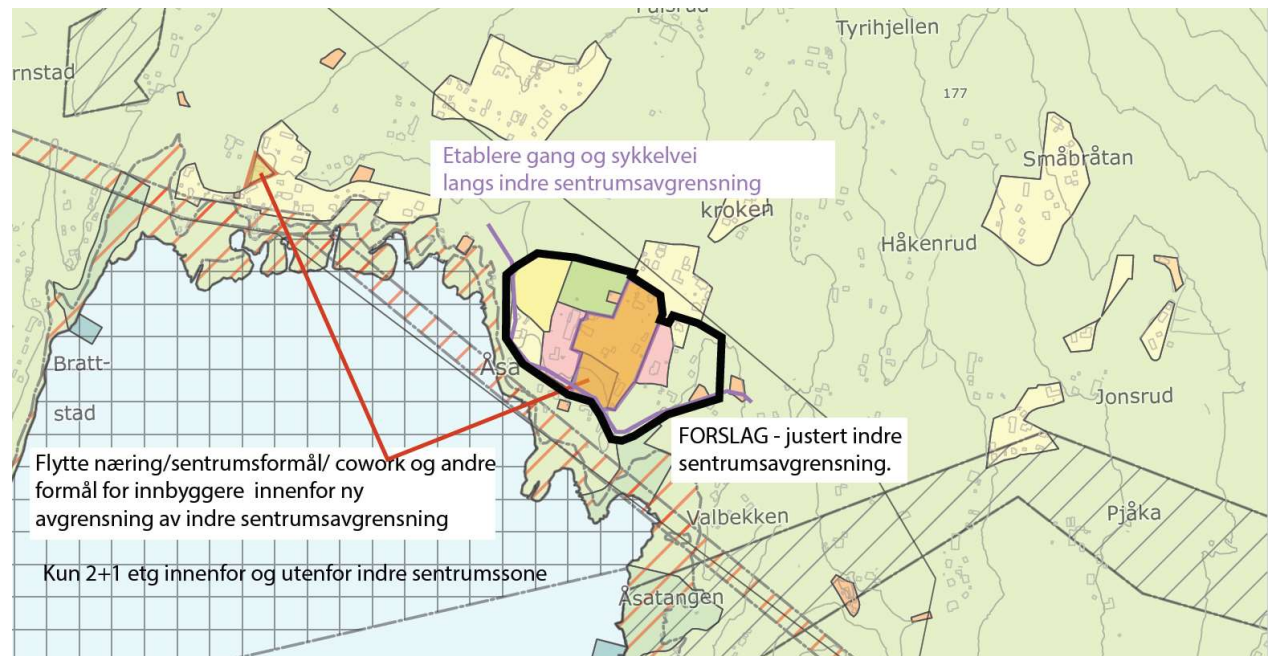 Tyrihjellen
rnstad
177
Småbråtan
Etablere gang og sykkelvei
langs indre sentrumsavgrensning
kroken
Håkenrud
Åsa
Bratt-
stad
Jonsrud
FORSLAG - justert indre
sentrumsavgrensning.
Flytte næring/sentrumsformål/ cowork og andre
formål for innbyggere innenfor ny
avgrensning av indre sentrumsavgrensning
Valbekken
Pjåka
Kun 2+1 etg innenfor og utenfor indre sentrumssone
Åsatangen